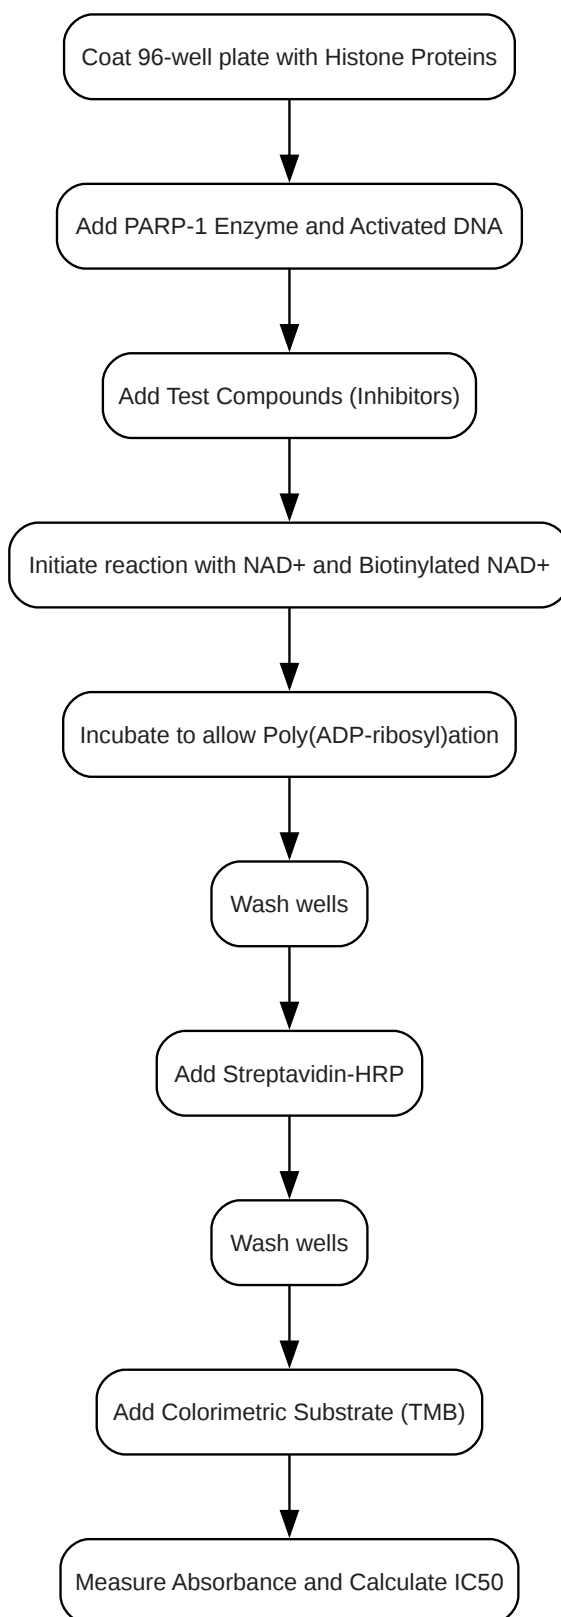 Coat 96-well plate with Histone Proteins
Add PARP-1 Enzyme and Activated DNA
Add Test Compounds (Inhibitors)
Initiate reaction with NAD+ and Biotinylated NAD+
Incubate to allow Poly(ADP-ribosyl)ation
Wash wells
Add Streptavidin-HRP
Wash wells
Add Colorimetric Substrate (TMB)
Measure Absorbance and Calculate IC50